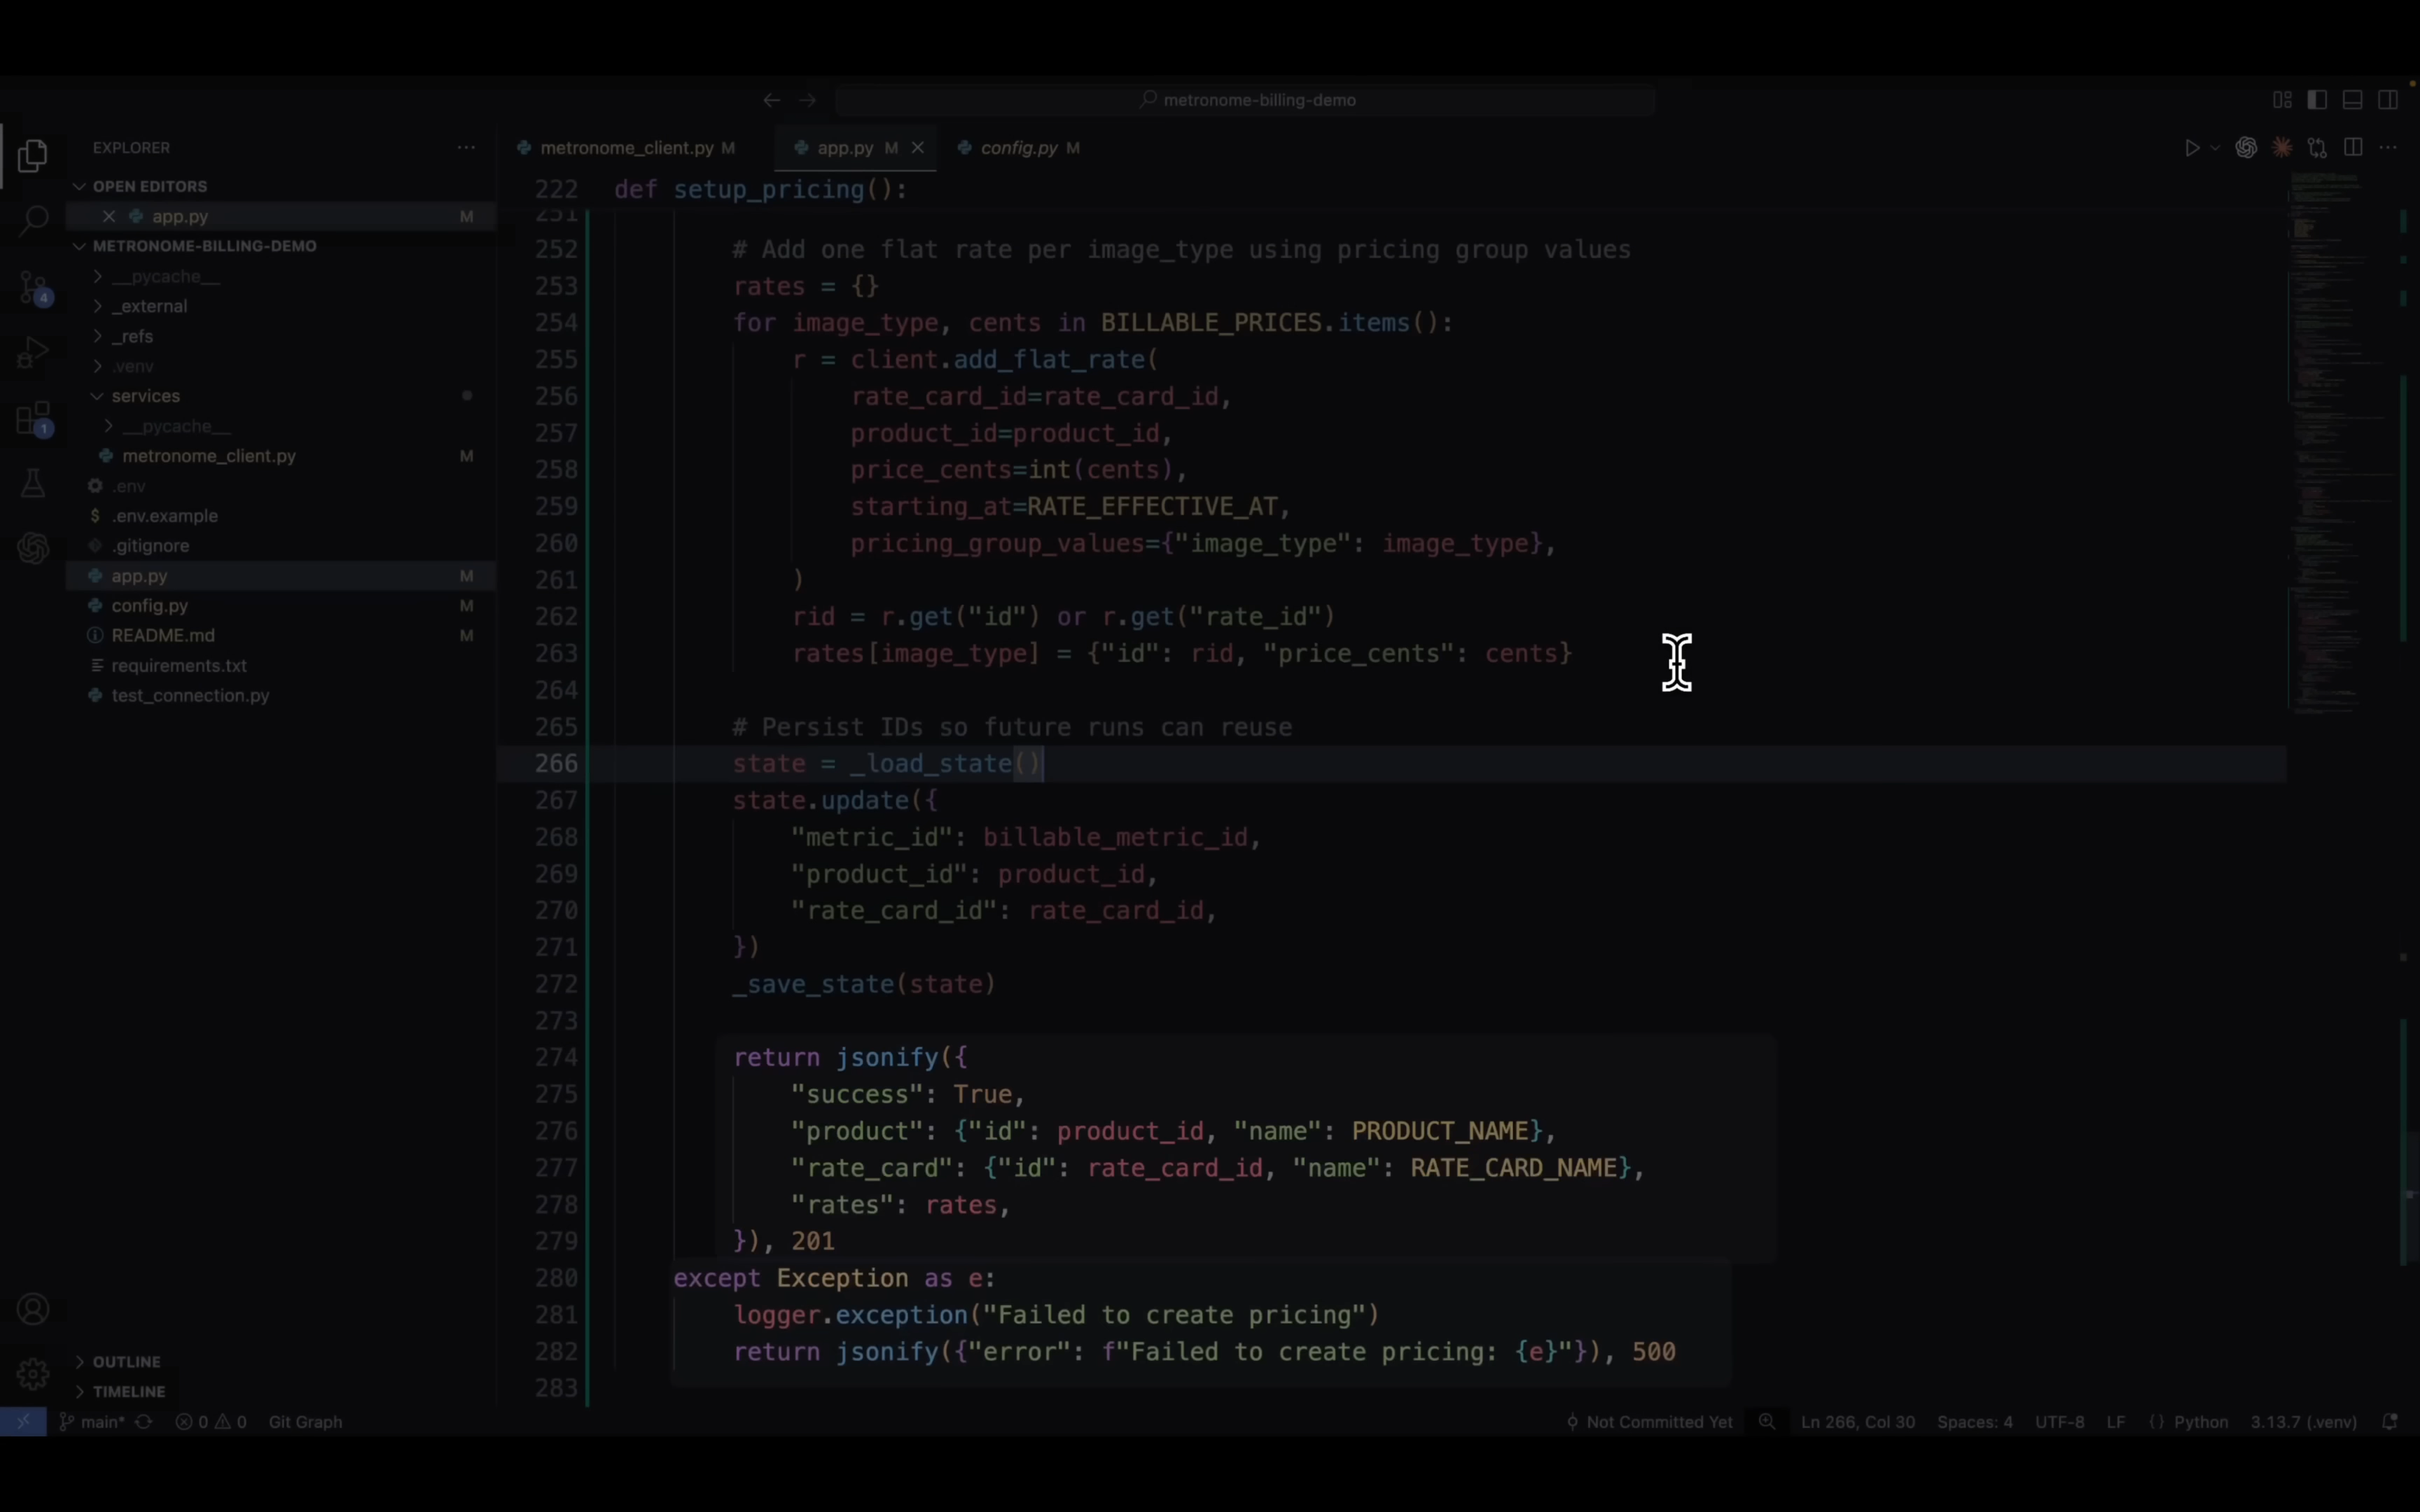 metronome-billing-demo
EXPLORER
OPEN EDITORS
app.py M
METRONOME-BILLING-DEMO
__pycache__
_external
_refs
.venv
services
__pycache__
metronome_client.py M
.env
$ .env.example
.gitignore
app.py M
config.py M
README.md M
requirements.txt
test_connection.py
OUTLINE
TIMELINE
4
1
metronome_client.py M
app.py M
config.py M
222 def setup_pricing():
251
252 # Add one flat rate per image_type using pricing group values
253 rates = {}
254 for image_type, cents in BILLABLE_PRICES.items():
255 r = client.add_flat_rate(
256 rate_card_id=rate_card_id,
257 product_id=product_id,
258 price_cents=int(cents),
259 starting_at=RATE_EFFECTIVE_AT,
260 pricing_group_values={"image_type": image_type},
261 )
262 rid = r.get("id") or r.get("rate_id")
263 rates[image_type] = {"id": rid, "price_cents": cents}
264
265 # Persist IDs so future runs can reuse
266 state = _load_state()
267 state.update({
268 "metric_id": billable_metric_id,
269 "product_id": product_id,
270 "rate_card_id": rate_card_id,
271 })
272 _save_state(state)
273
274 return jsonify({
275 "success": True,
276 "product": {"id": product_id, "name": PRODUCT_NAME},
277 "rate_card": {"id": rate_card_id, "name": RATE_CARD_NAME},
278 "rates": rates,
279 }), 201
280 except Exception as e:
281 logger.exception("Failed to create pricing")
282 return jsonify({"error": f"Failed to create pricing: {e}"}), 500
283
main* 0 0 Git Graph Not Committed Yet Ln 266, Col 30 Spaces: 4 UTF-8 LF {} Python 3.13.7 (.venv)